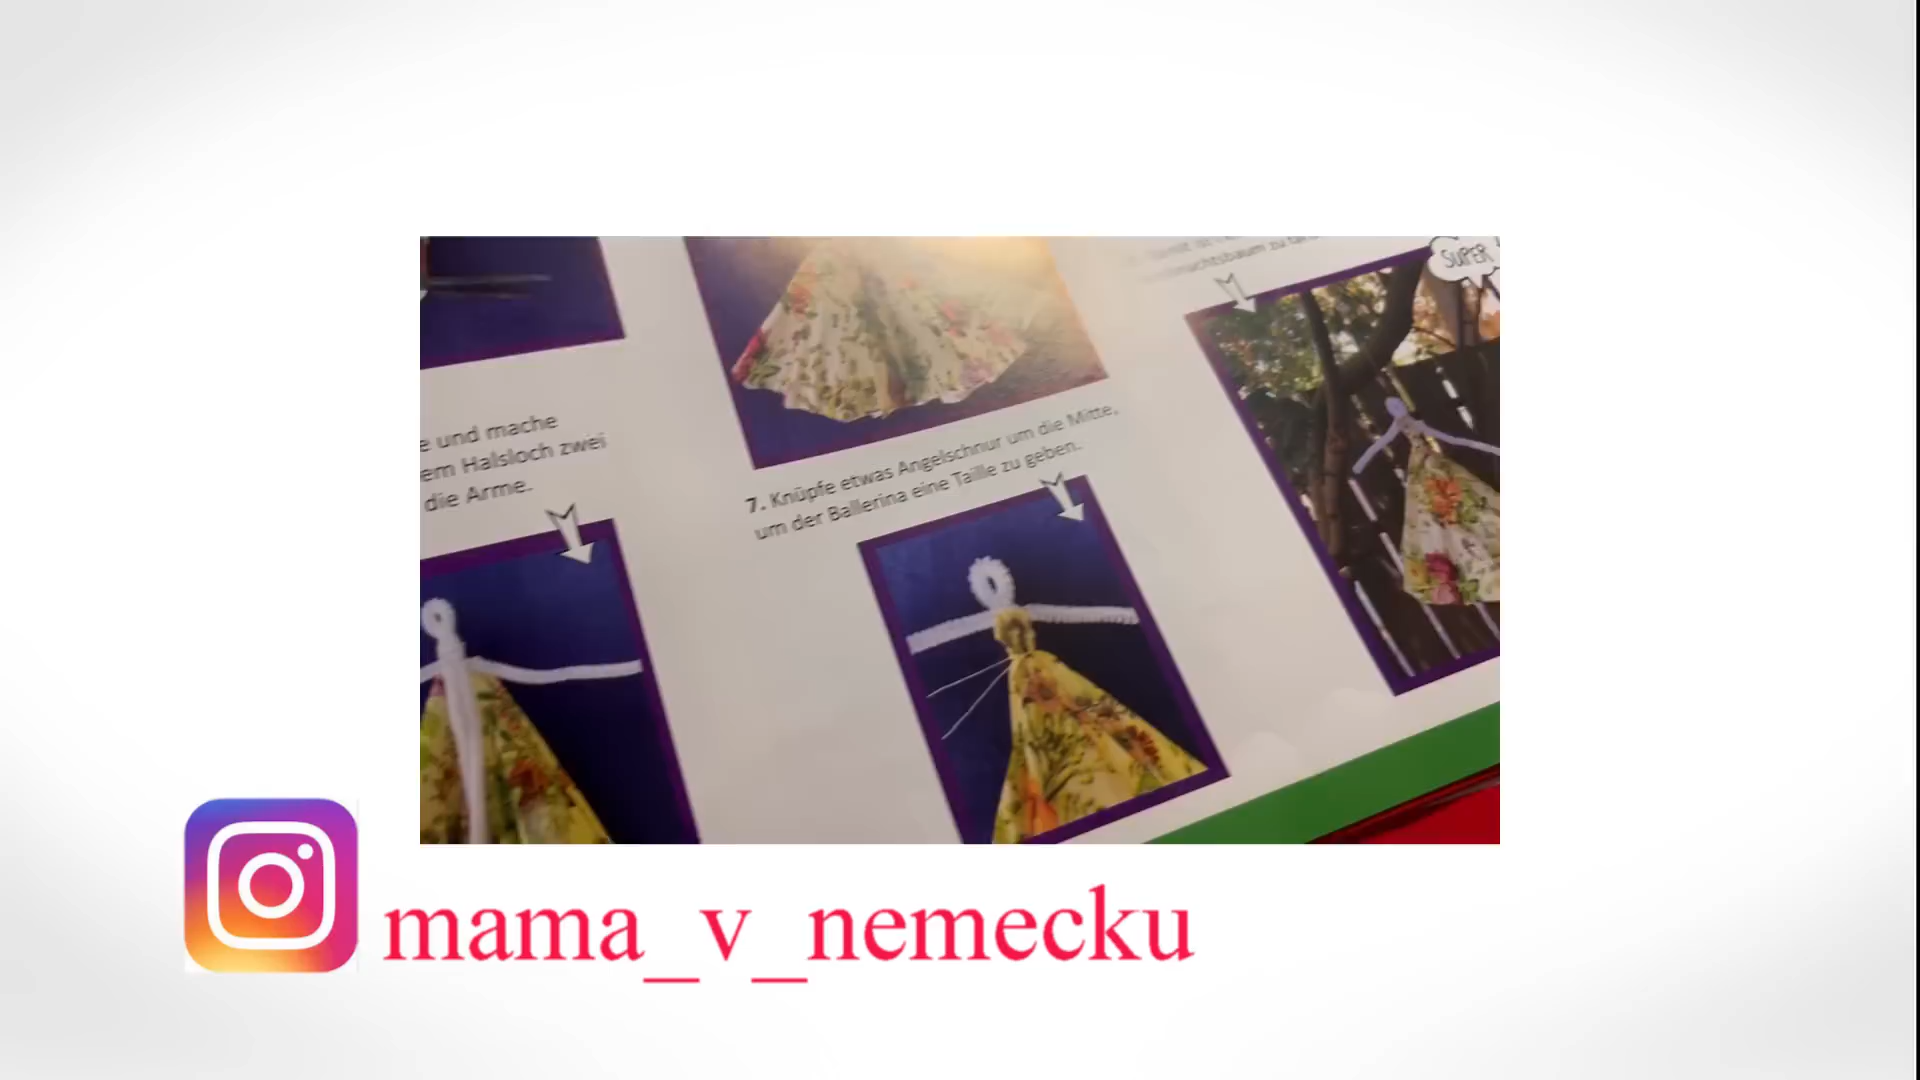 SUPER
e und mache
em Halsloch zwei
die Arme.
7. Knüpfe etwas Angelschnur um die Mitte,
um der Ballerina eine Taille zu geben.
mama_v_nemecku